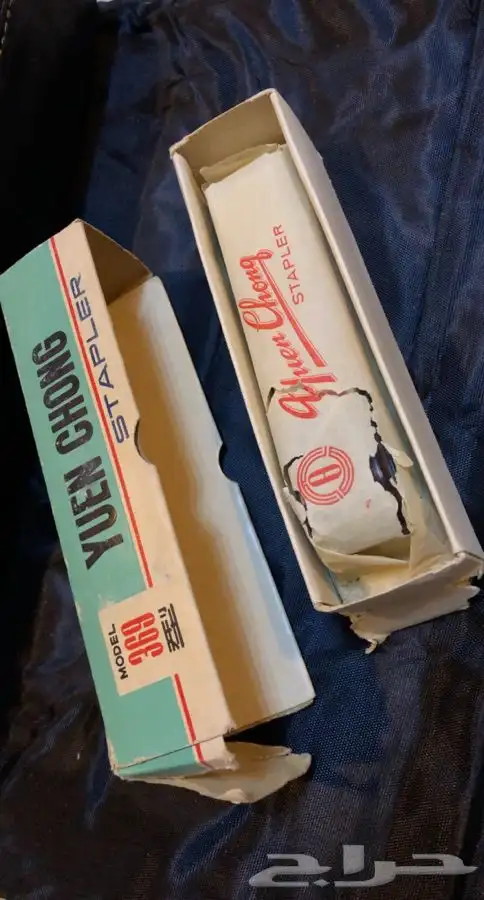 YUEN CHONG
STAPLER
MODEL
369
Yuen Chong
STAPLER
حراج